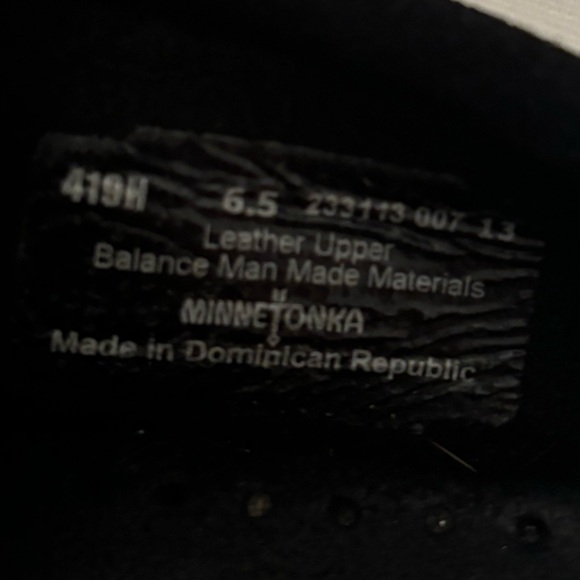 419H 6.5 233113 007 13
Leather Upper
Balance Man Made Materials
MINNETONKA
Made in Dominican Republic